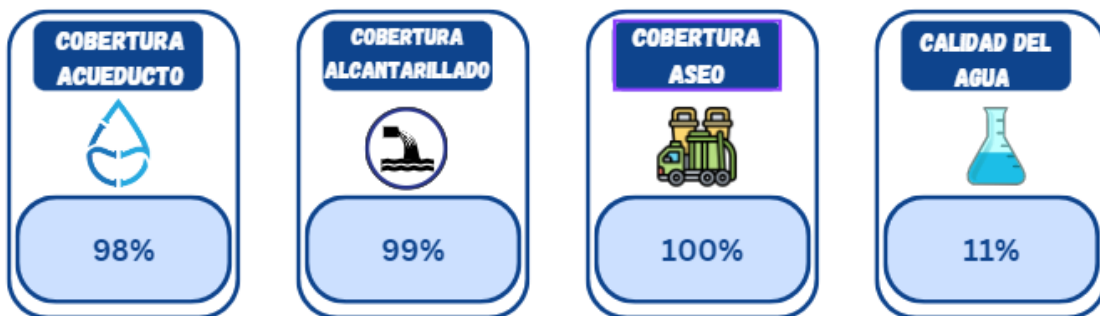 COBERTURA
ACUEDUCTO
98%
COBERTURA
ALCANTARILLADO
99%
COBERTURA
ASEO
100%
CALIDAD DEL
AGUA
11%